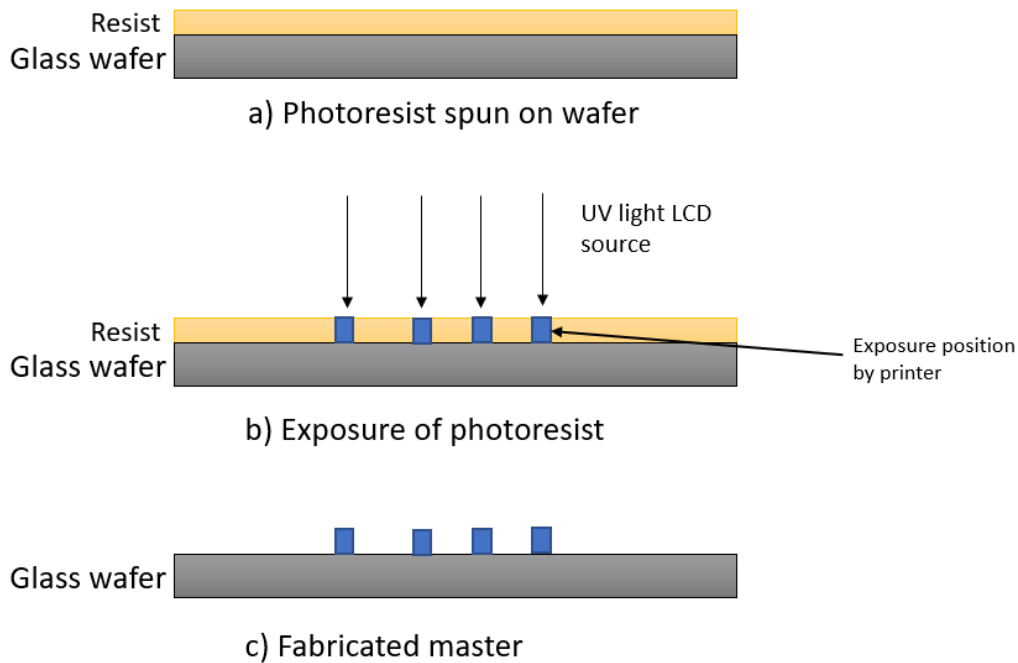 Resist
Glass wafer
a) Photoresist spun on wafer
UV light LCD
source
Resist
Glass wafer
Exposure position
by printer
b) Exposure of photoresist
Glass wafer
c) Fabricated master